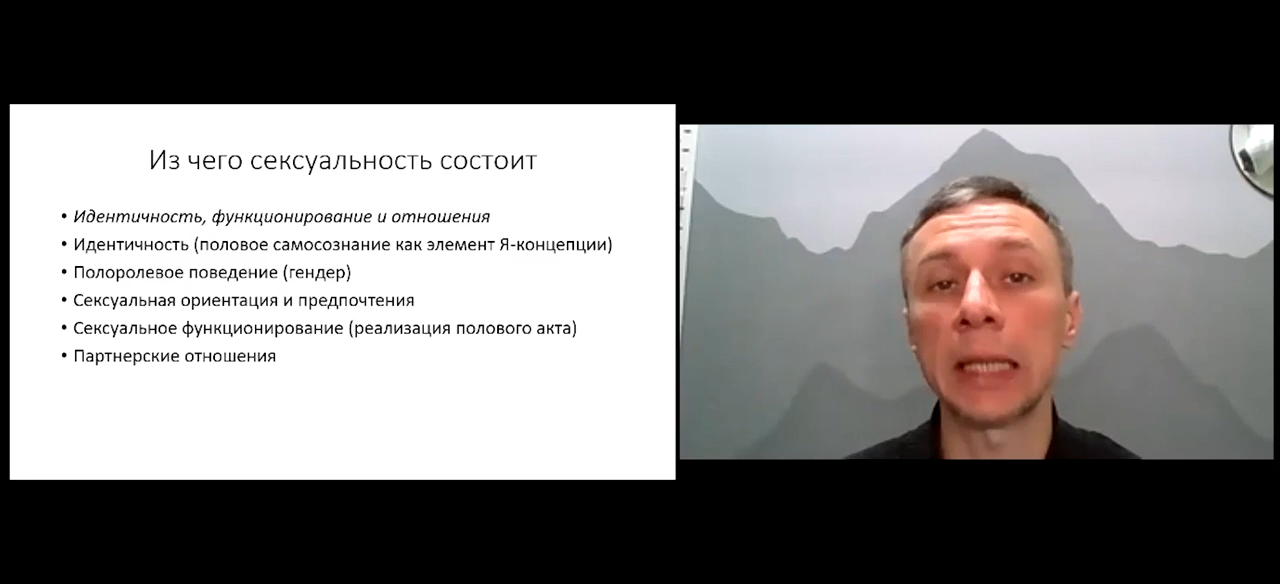 Из чего сексуальность состоит
• Идентичность, функционирование и отношения
• Идентичность (половое самосознание как элемент Я-концепции)
• Полоролевое поведение (гендер)
• Сексуальная ориентация и предпочтения
• Сексуальное функционирование (реализация полового акта)
• Партнерские отношения